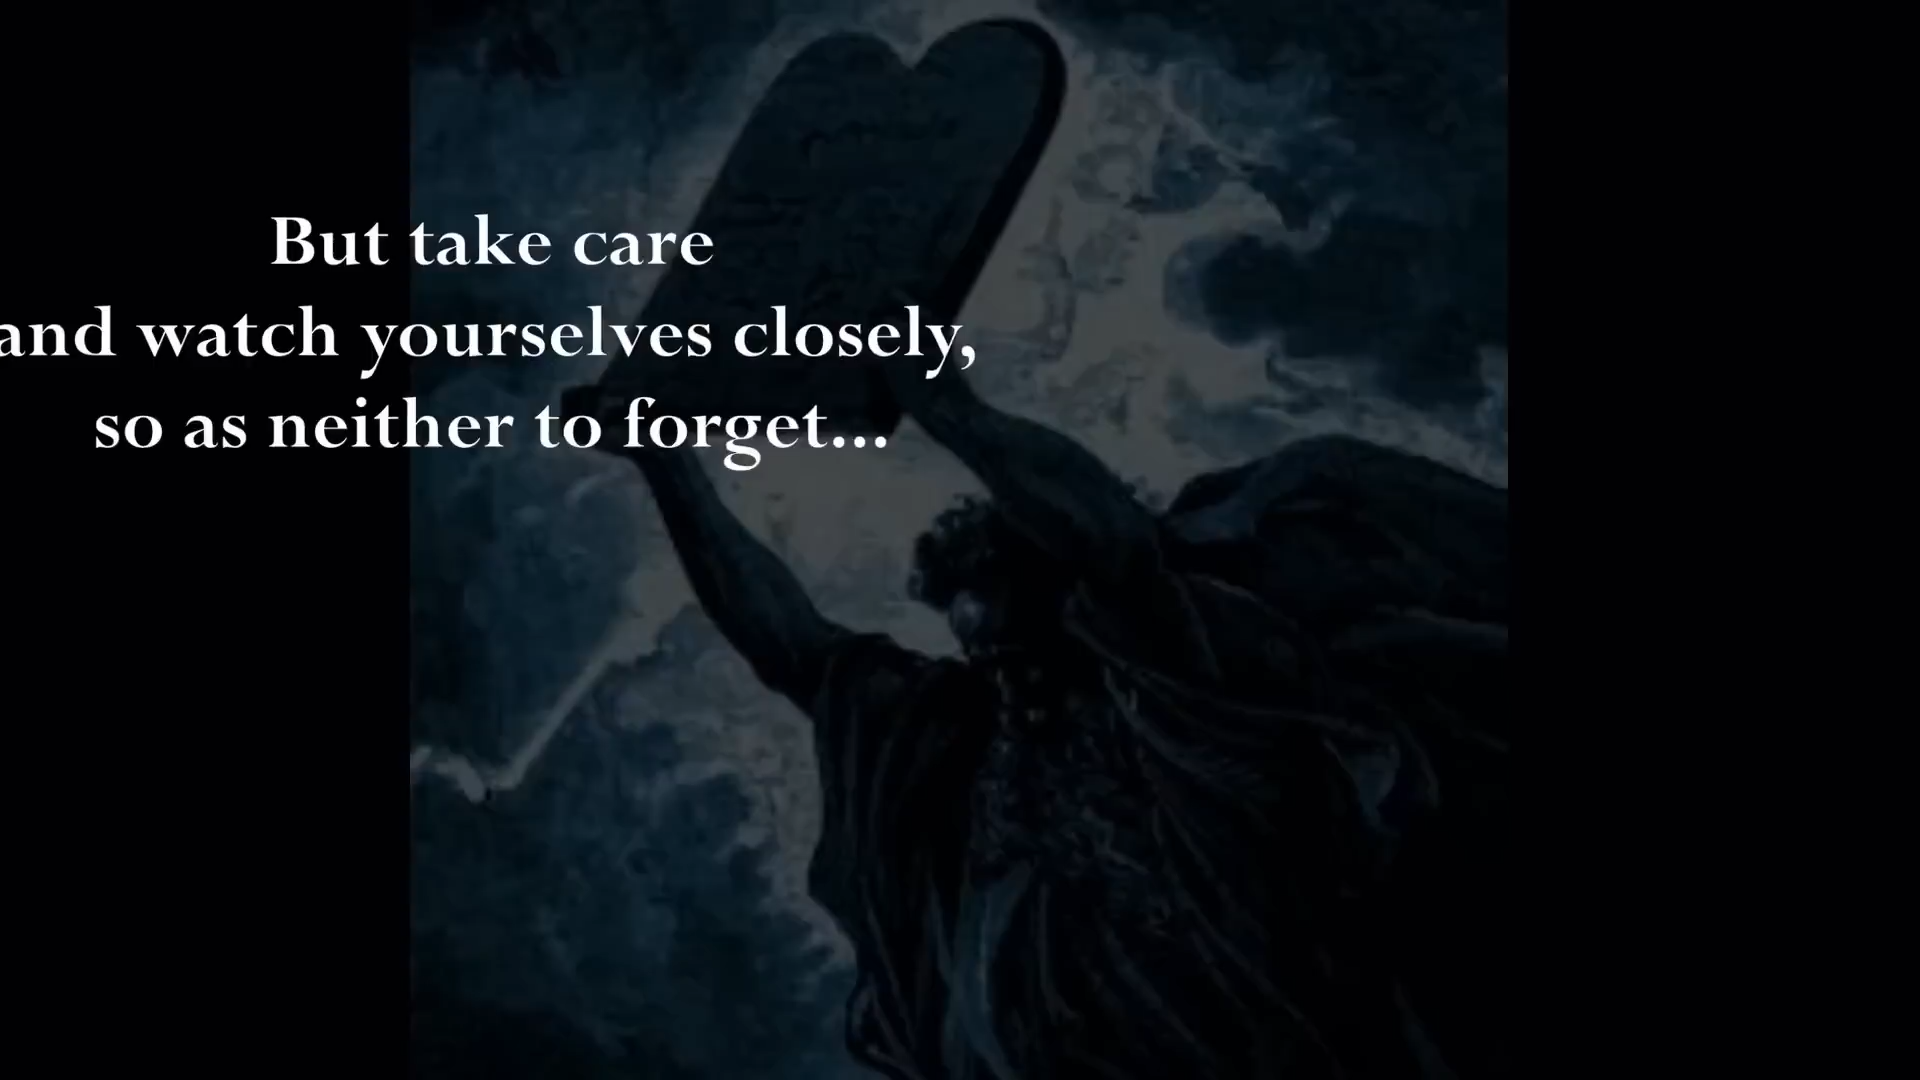 But take care
and watch yourselves closely,
so as neither to forget...